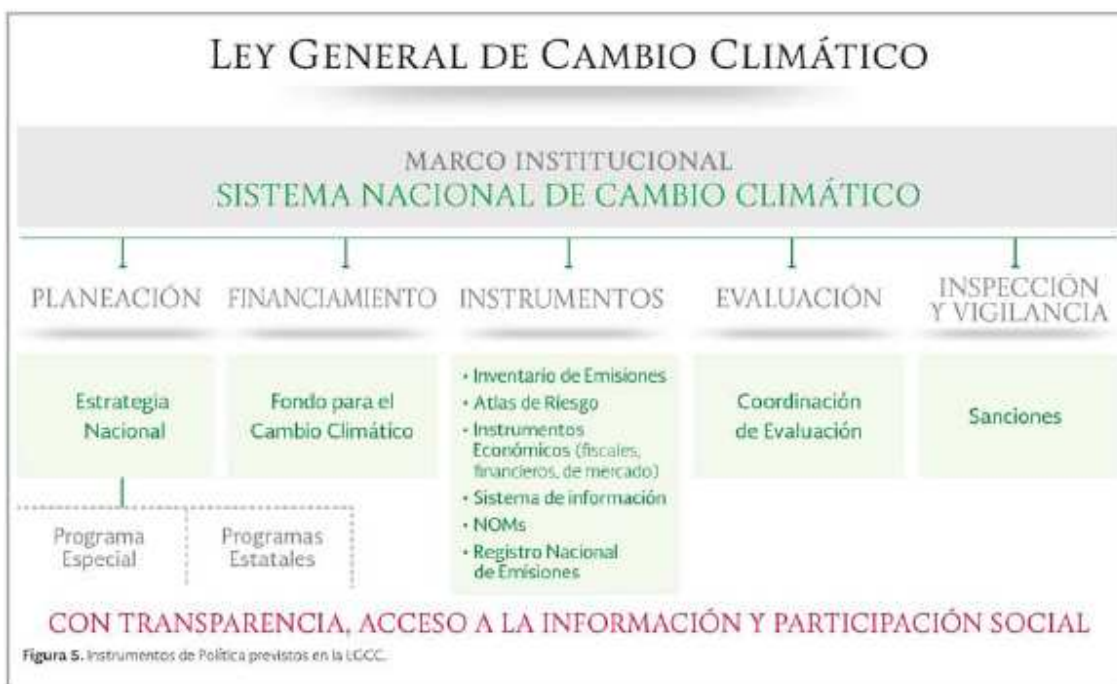 LEY GENERAL DE CAMBIO CLIMÁTICO
MARCO INSTITUCIONAL
SISTEMA NACIONAL DE CAMBIO CLIMÁTICO
PLANEACIÓN
Estrategia
Nacional
Programa
Especial
Programas
Estatales
FINANCIAMIENTO
Fondo para el
Cambio Climático
INSTRUMENTOS
• Inventario de Emisiones
• Atlas de Riesgo
• Instrumentos
Económicos (fiscales,
financieros, de mercado)
• Sistema de información
• NOMs
• Registro Nacional
de Emisiones
EVALUACIÓN
Coordinación
de Evaluación
INSPECCIÓN
Y VIGILANCIA
Sanciones
CON TRANSPARENCIA, ACCESO A LA INFORMACIÓN Y PARTICIPACIÓN SOCIAL
Figura 5. Instrumentos de Política previstos en la LGCC.